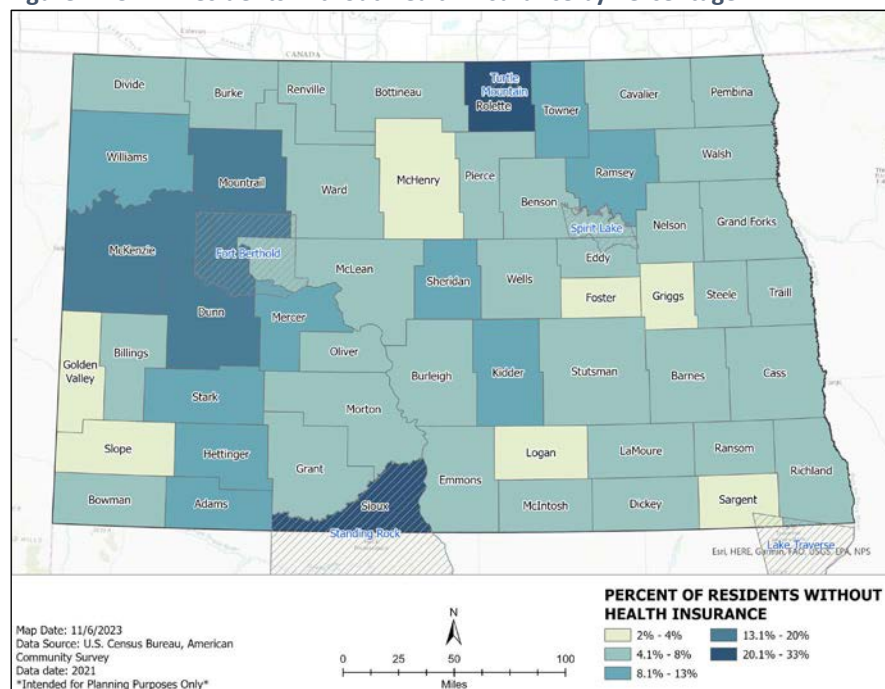 CANADA
Divide
Burke
Renville
Bottineau
Turtle
Mountain
Rolette
Towner
Cavalier
Pembina
Williams
Mountrail
Ward
McHenry
Pierce
Benson
Ramsey
Walsh
Spirit Lake
Nelson
Grand Forks
McKenzie
Fort Berthold
McLean
Sheridan
Wells
Eddy
Foster
Griggs
Steele
Traill
Dunn
Mercer
Oliver
Golden
Valley
Billings
Stark
Burleigh
Kidder
Stutsman
Barnes
Cass
Morton
Slope
Hettinger
Grant
Emmons
Logan
LaMoure
Ransom
Richland
Bowman
Adams
Sioux
McIntosh
Dickey
Sargent
Standing Rock
Lake Traverse
Esri, HERE, Garmin, FAO, USGS, EPA, NPS
PERCENT OF RESIDENTS WITHOUT
HEALTH INSURANCE
2% - 4%
4.1% - 8%
8.1% - 13%
13.1% - 20%
20.1% - 33%
Map Date: 11/6/2023
Data Source: U.S. Census Bureau, American
Community Survey
Data date: 2021
*Intended for Planning Purposes Only*
N
0 25 50 100
Miles